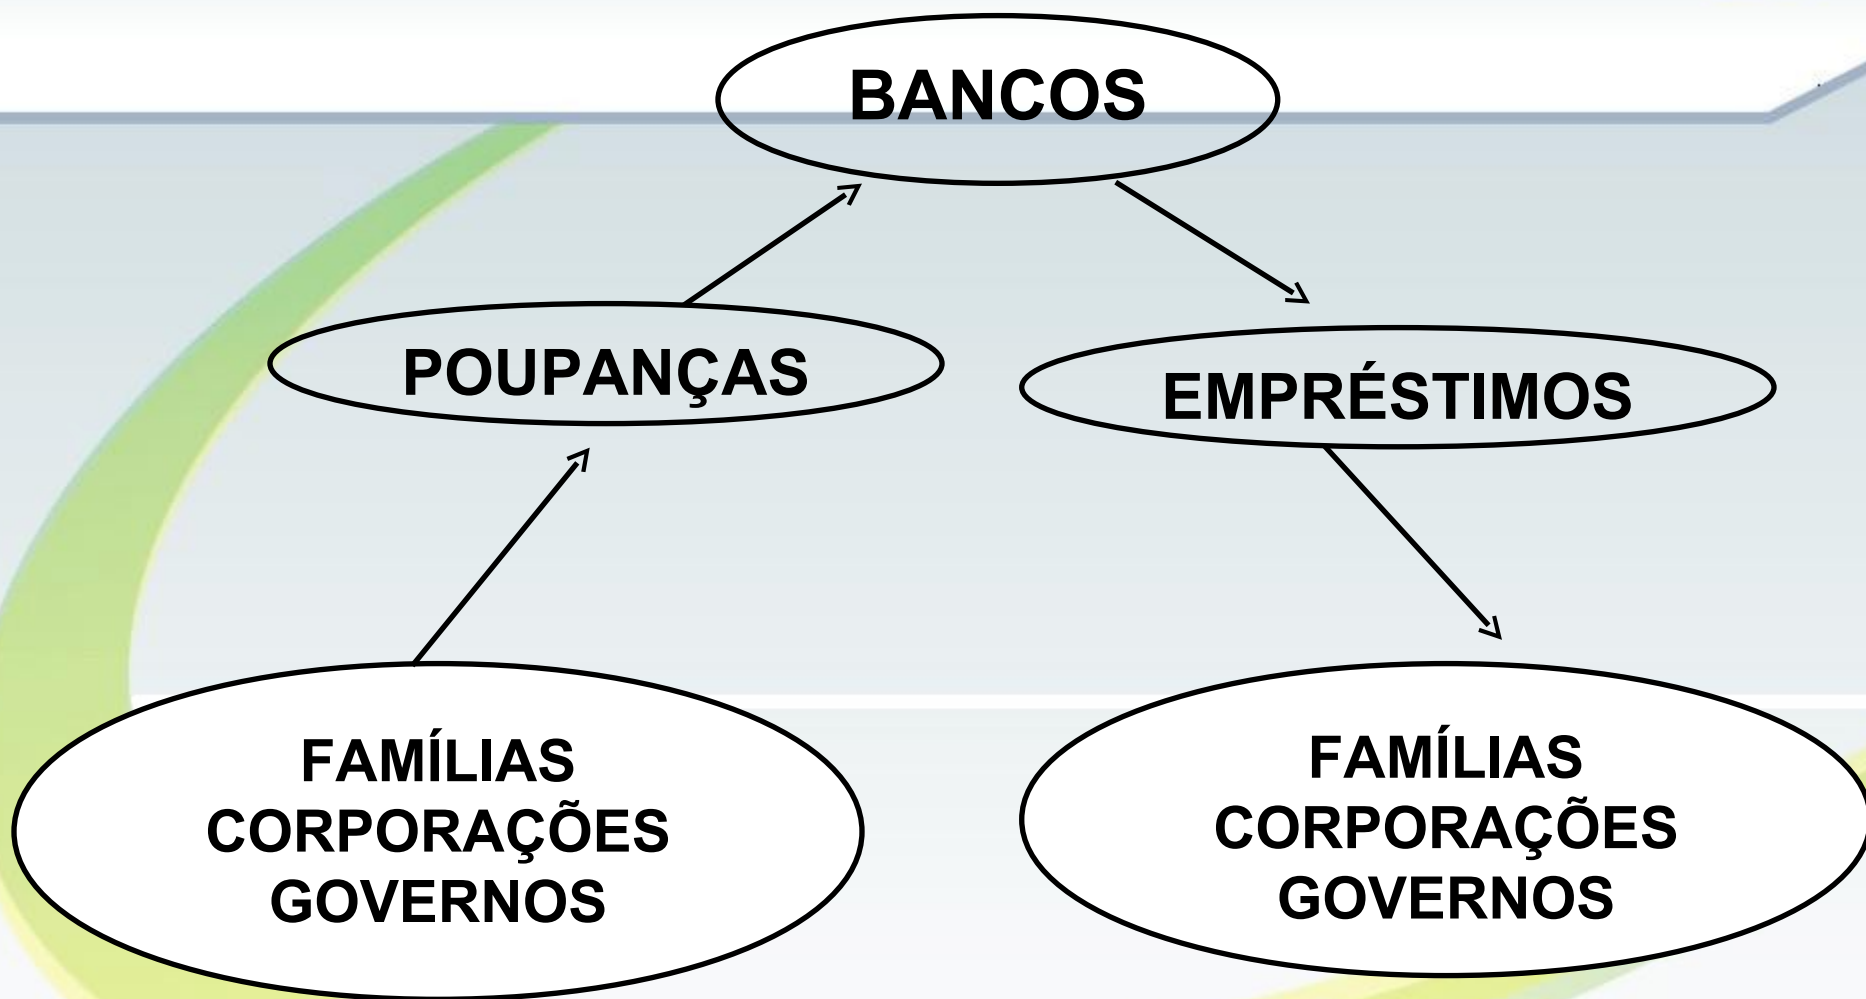 BANCOS
POUPANÇAS
EMPRÉSTIMOS
FAMÍLIAS
CORPORAÇÕES
GOVERNOS
FAMÍLIAS
CORPORAÇÕES
GOVERNOS